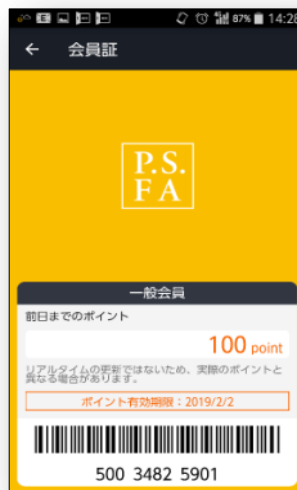 87% 14:28
← 会員証
P.S.
FA
一般会員
前日までのポイント
100 point
リアルタイムの更新ではないため、実際のポイントと
異なる場合があります。
ポイント有効期限:2019/2/2
500 3482 5901